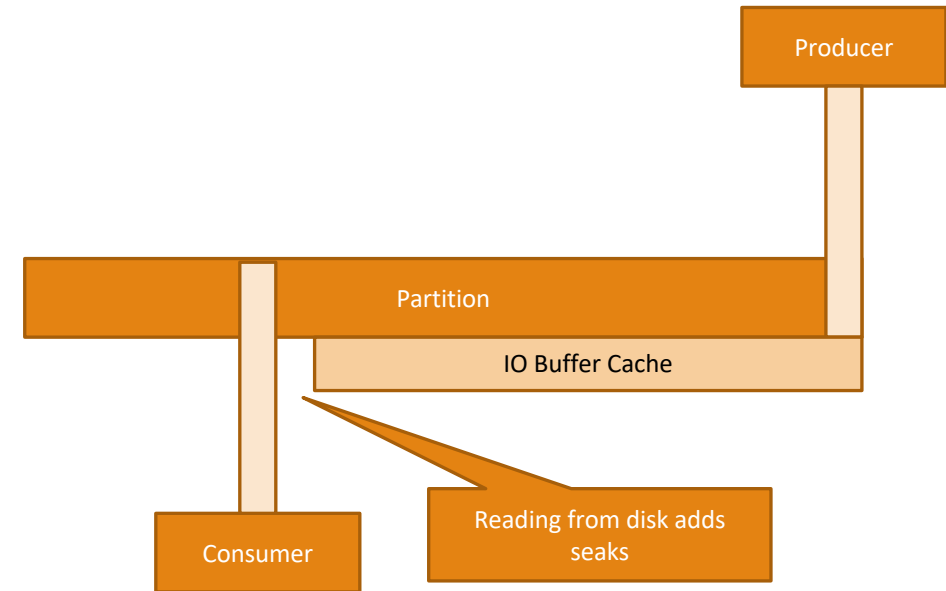 Producer
Partition
IO Buffer Cache
Reading from disk adds
seaks
Consumer